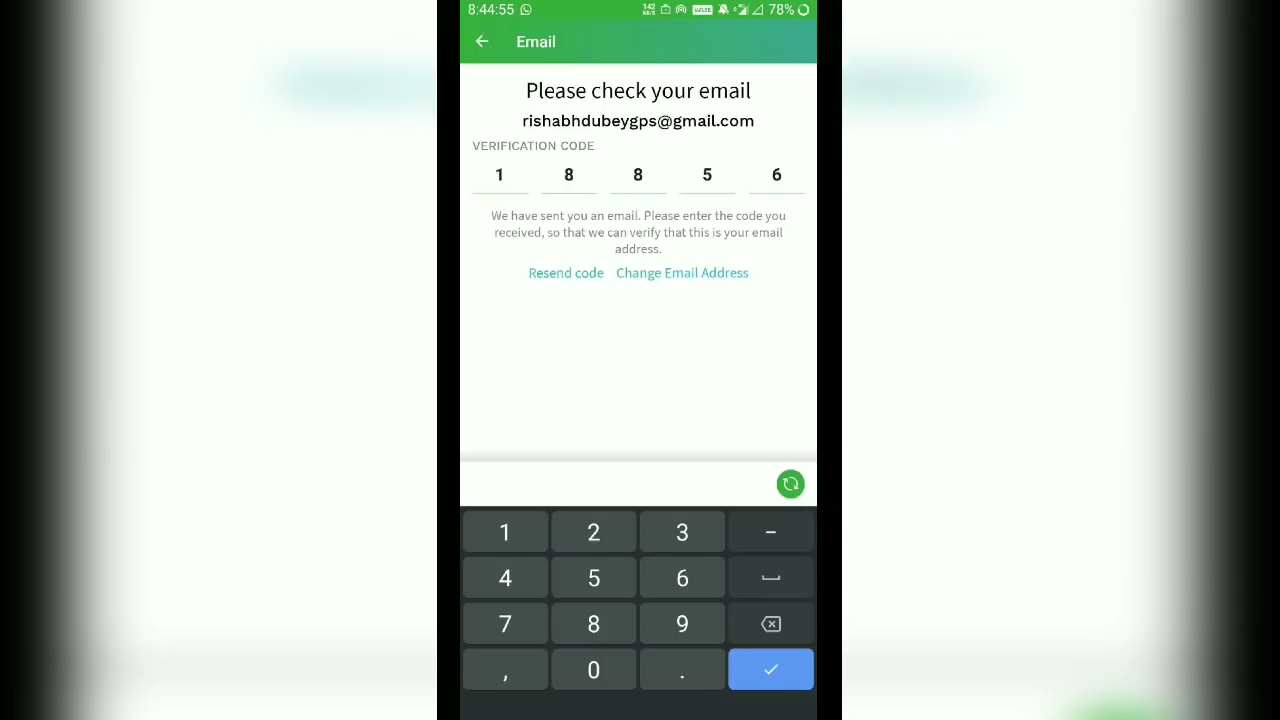 8:44:55 142 KB/S VoLTE 78%
Email
Please check your email
rishabhdubeygps@gmail.com
VERIFICATION CODE
1 8 8 5 6
We have sent you an email. Please enter the code you
received, so that we can verify that this is your email
address.
Resend code Change Email Address
1 2 3 –
4 5 6
7 8 9
, 0 .